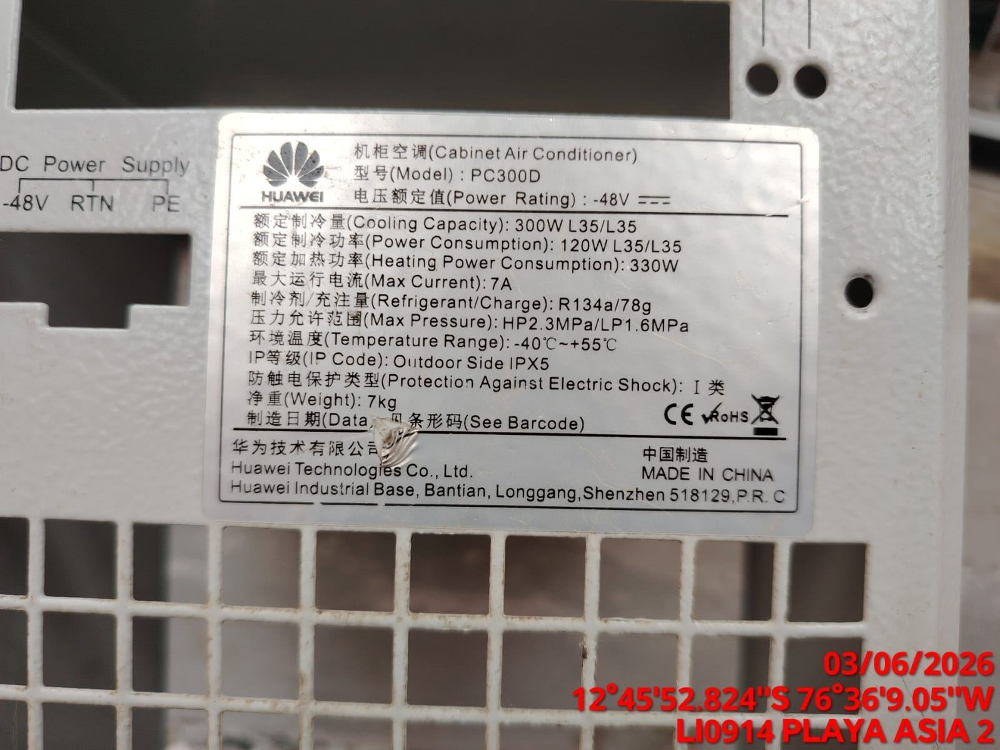 DC Power Supply
-48V RTN PE
HUAWEI
机柜空调(Cabinet Air Conditioner)
型号(Model) : PC300D
电压额定值(Power Rating) : -48V
额定制冷量(Cooling Capacity): 300W L35/L35
额定制冷功率(Power Consumption): 120W L35/L35
额定加热功率(Heating Power Consumption): 330W
最大运行电流(Max Current): 7A
制冷剂/充注量(Refrigerant/Charge): R134a/78g
压力允许范围(Max Pressure): HP2.3MPa/LP1.6MPa
环境温度(Temperature Range): -40℃~+55℃
IP等级(IP Code): Outdoor Side IPX5
防触电保护类型(Protection Against Electric Shock): I 类
净重(Weight): 7kg
制造日期(Data) 见条形码(See Barcode)
CE RoHS
华为技术有限公司
中国制造
Huawei Technologies Co., Ltd.
MADE IN CHINA
Huawei Industrial Base, Bantian, Longgang,Shenzhen 518129,P.R. C
03/06/2026
12°45'52.824"S 76°36'9.05"W
LI0914 PLAYA ASIA 2